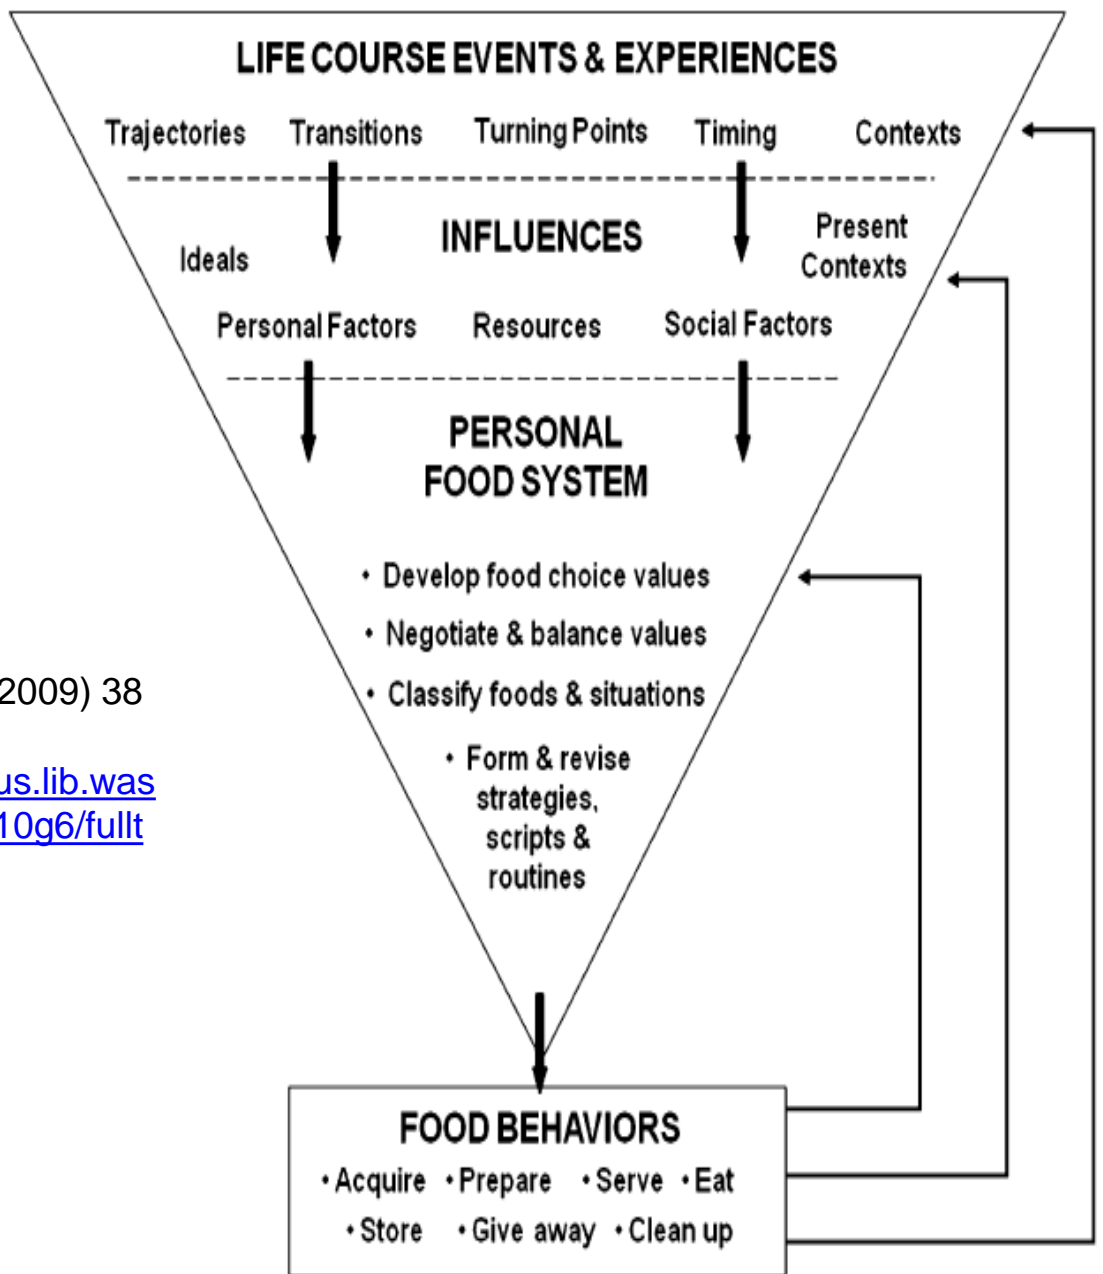 LIFE COURSE EVENTS & EXPERIENCES
Trajectories Transitions Turning Points Timing Contexts
INFLUENCES
Ideals
Present
Contexts
Personal Factors Resources Social Factors
PERSONAL
FOOD SYSTEM
• Develop food choice values
• Negotiate & balance values
• Classify foods & situations
• Form & revise
strategies,
scripts &
routines
2009) 38
us.lib.was
10g6/fullt
FOOD BEHAVIORS
• Acquire • Prepare • Serve • Eat
• Store • Give away • Clean up